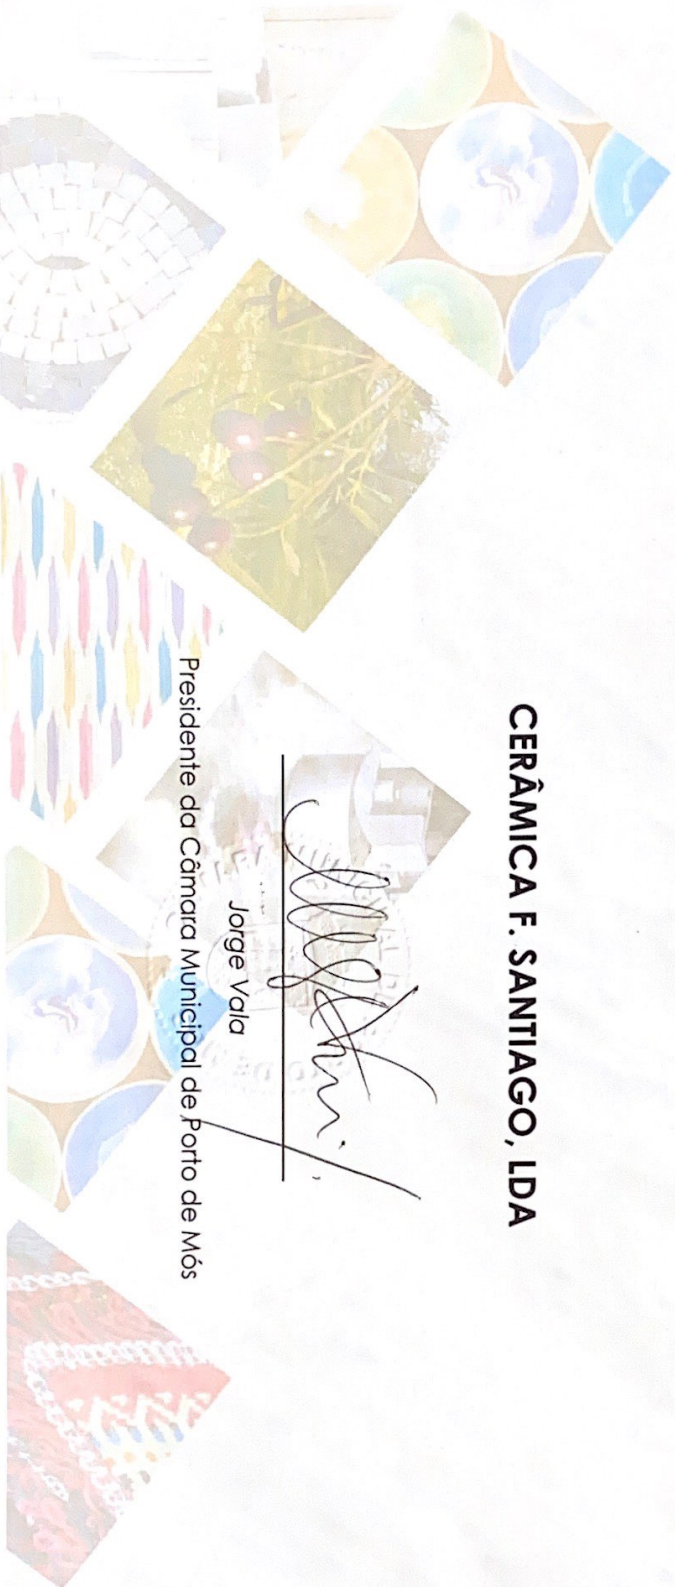 CERÂMICA F. SANTIAGO, LDA
Jorge Vala
Presidente da Câmara Municipal de Porto de Mós